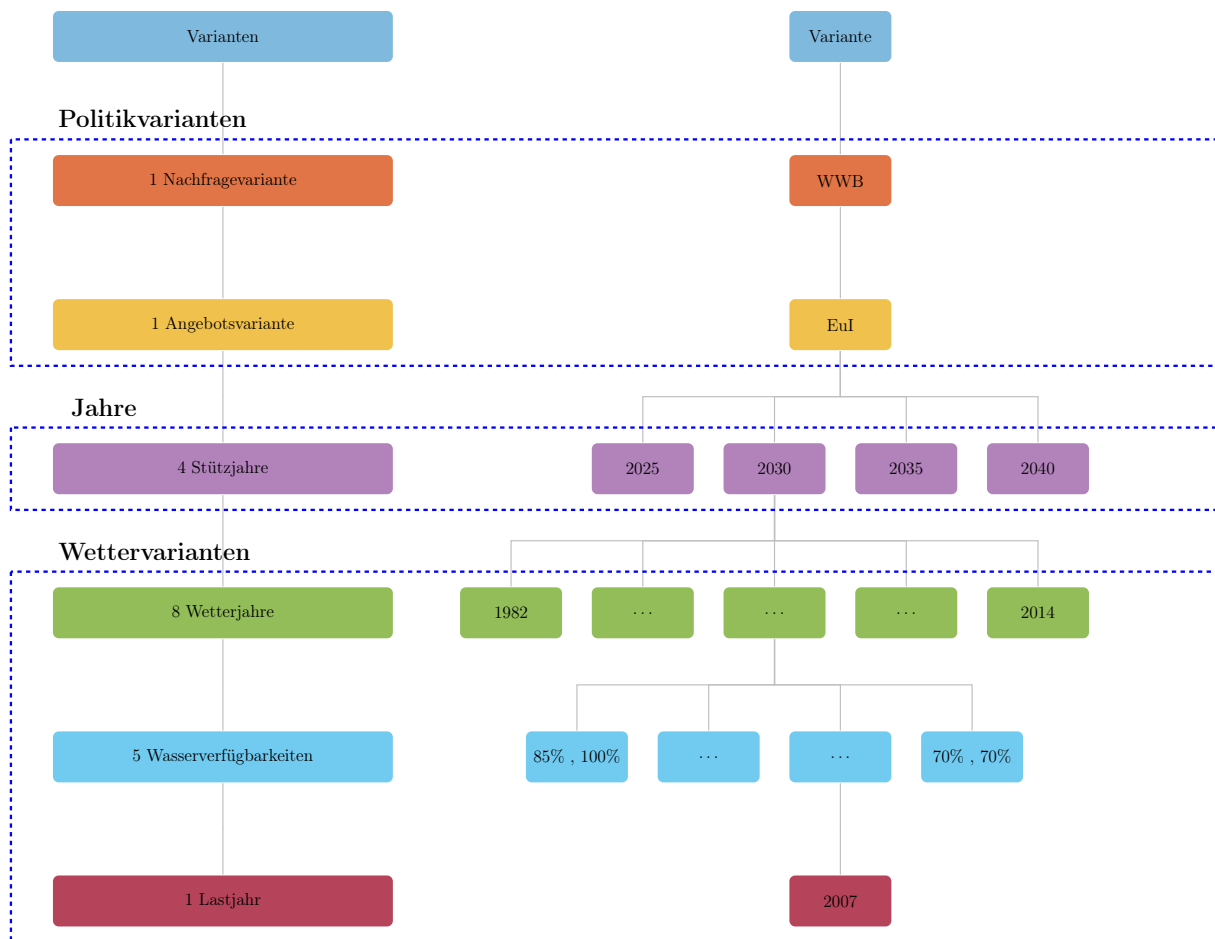 Varianten Variante
Politikvarianten
1 Nachfragevariante WWB
1 Angebotsvariante EuI
Jahre
4 Stützjahre 2025 2030 2035 2040
Wettervarianten
8 Wetterjahre 1982 ... ... ... 2014
5 Wasserverfügbarkeiten 85% , 100% ... ... 70% , 70%
1 Lastjahr 2007